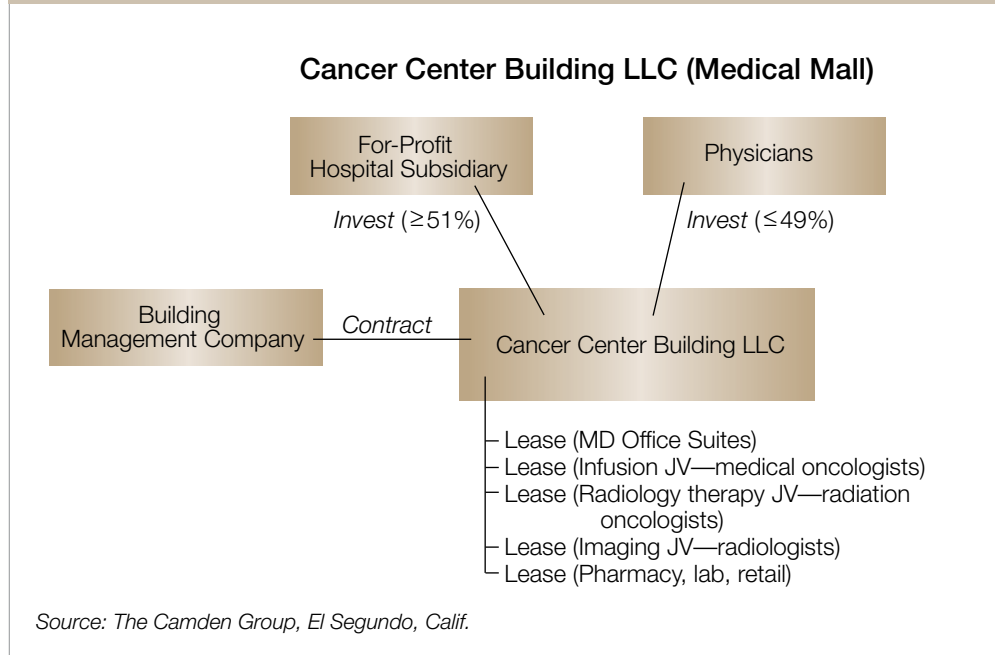 Cancer Center Building LLC (Medical Mall)
For-Profit
Hospital Subsidiary
Physicians
Invest (≥51%)
Invest (≤49%)
Building
Management Company
Contract
Cancer Center Building LLC
Lease (MD Office Suites)
Lease (Infusion JV—medical oncologists)
Lease (Radiology therapy JV—radiation
oncologists)
Lease (Imaging JV—radiologists)
Lease (Pharmacy, lab, retail)
Source: The Camden Group, El Segundo, Calif.